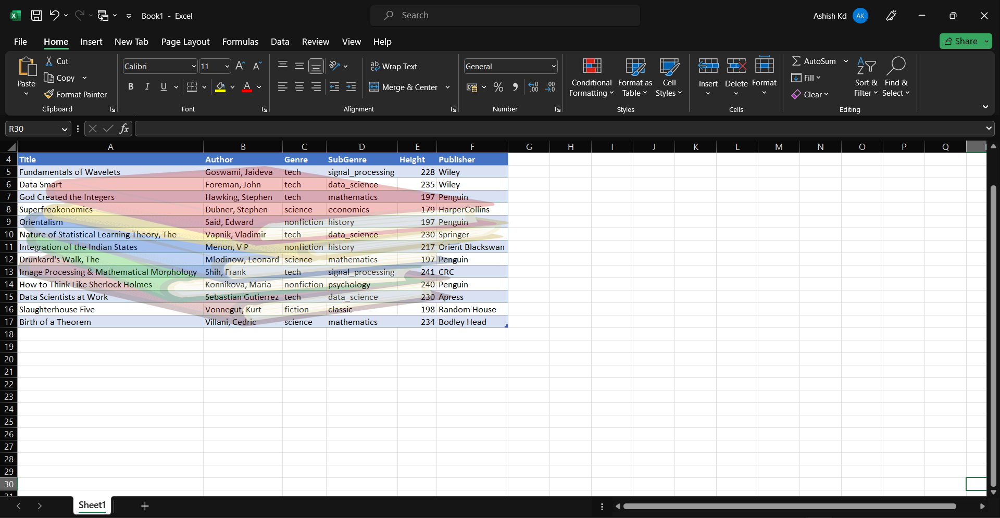 Book1 - Excel
Search
Ashish Kd
AK
File Home Insert New Tab Page Layout Formulas Data Review View Help
Share
Paste
Cut
Copy
Format Painter
Clipboard
Calibri 11
B I U
Font
Wrap Text
Merge & Center
Alignment
General
Number
Conditional Formatting
Format as Table
Cell Styles
Styles
Insert Delete Format
Cells
AutoSum
Fill
Clear
Sort & Filter
Find & Select
Editing
R30
fx
A B C D E F G H I J K L M N O P Q
4 Title Author Genre SubGenre Height Publisher
5 Fundamentals of Wavelets Goswami, Jaideva tech signal_processing 228 Wiley
6 Data Smart Foreman, John tech data_science 235 Wiley
7 God Created the Integers Hawking, Stephen tech mathematics 197 Penguin
8 Superfreakonomics Dubner, Stephen science economics 179 HarperCollins
9 Orientalism Said, Edward nonfiction history 197 Penguin
10 Nature of Statistical Learning Theory, The Vapnik, Vladimir tech data_science 230 Springer
11 Integration of the Indian States Menon, V P nonfiction history 217 Orient Blackswan
12 Drunkard's Walk, The Mlodinow, Leonard science mathematics 197 Penguin
13 Image Processing & Mathematical Morphology Shih, Frank tech signal_processing 241 CRC
14 How to Think Like Sherlock Holmes Konnikova, Maria nonfiction psychology 240 Penguin
15 Data Scientists at Work Sebastian Gutierrez tech data_science 230 Apress
16 Slaughterhouse Five Vonnegut, Kurt fiction classic 198 Random House
17 Birth of a Theorem Villani, Cedric science mathematics 234 Bodley Head
18
19
20
21
22
23
24
25
26
27
28
29
30
Sheet1